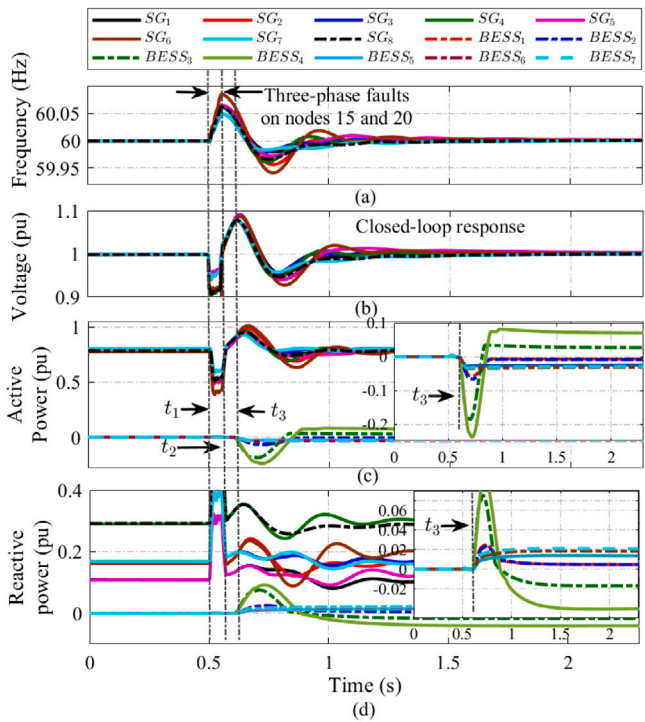 SG₁ SG₂ SG₃ SG₄ SG₅
SG₆ SG₇ SG₈ BESS₁ BESS₂
BESS₃ BESS₄ BESS₅ BESS₆ BESS₇
Frequency (Hz)
60.05
60
59.95
Three-phase faults
on nodes 15 and 20
(a)
Voltage (pu)
1.1
1
0.9
Closed-loop response
(b)
Active
Power (pu)
1
0.5
0
t₁
t₂
t₃
0.1
0
-0.1
-0.2
t₃
0 0.5 1 1.5 2
(c)
Reactive
power (pu)
0.4
0.2
0
0.06
0.04
0.02
0
-0.02
t₃
0 0.5 1 1.5 2
0 0.5 1 1.5 2
Time (s)
(d)